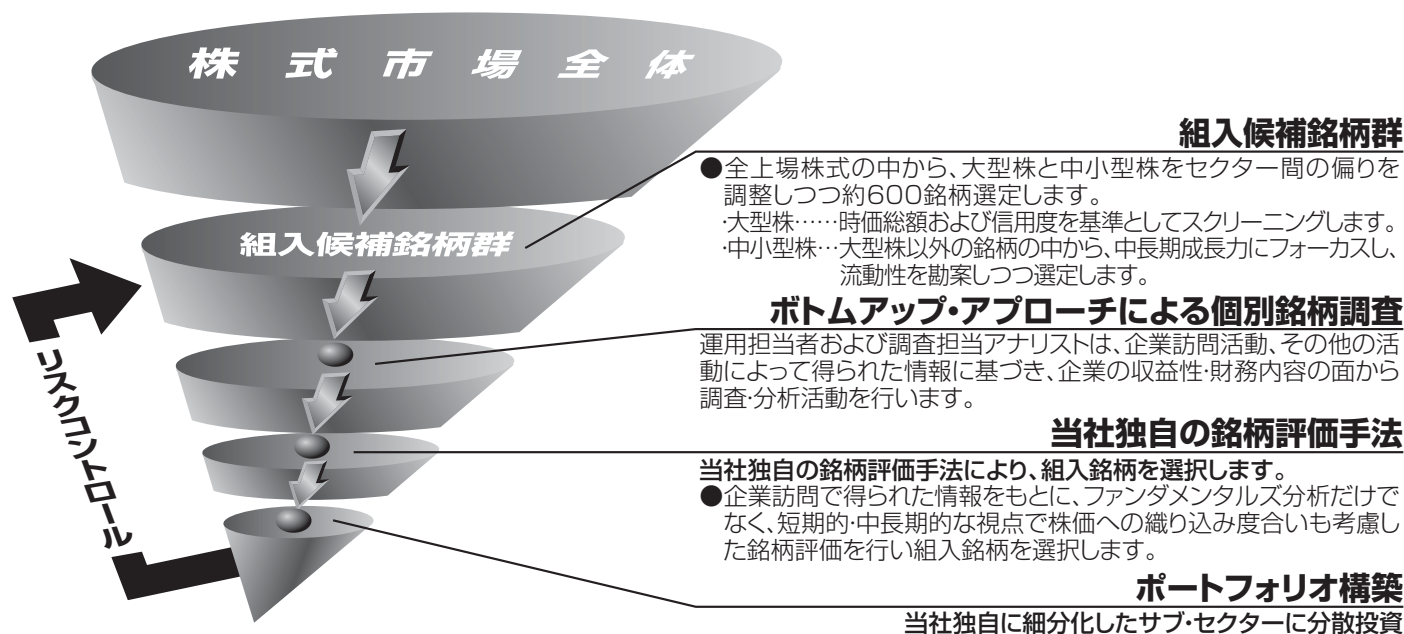 株式市場全体
組入候補銘柄群
リスクコントロール
組入候補銘柄群
●全上場株式の中から、大型株と中小型株をセクター間の偏りを
調整しつつ約600銘柄選定します。
・大型株……時価総額および信用度を基準としてスクリーニングします。
・中小型株…大型株以外の銘柄の中から、中長期成長力にフォーカスし、
流動性を勘案しつつ選定します。
ボトムアップ・アプローチによる個別銘柄調査
運用担当者および調査担当アナリストは、企業訪問活動、その他の活
動によって得られた情報に基づき、企業の収益性・財務内容の面から
調査・分析活動を行います。
当社独自の銘柄評価手法
当社独自の銘柄評価手法により、組入銘柄を選択します。
●企業訪問で得られた情報をもとに、ファンダメンタルズ分析だけで
なく、短期的・中長期的な視点で株価への織り込み度合いも考慮し
た銘柄評価を行い組入銘柄を選択します。
ポートフォリオ構築
当社独自に細分化したサブ・セクターに分散投資